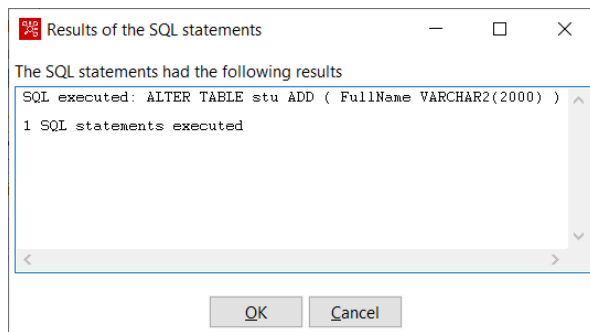 Results of the SQL statements
The SQL statements had the following results
SQL executed: ALTER TABLE stu ADD ( FullName VARCHAR2(2000) )
1 SQL statements executed
OK
Cancel